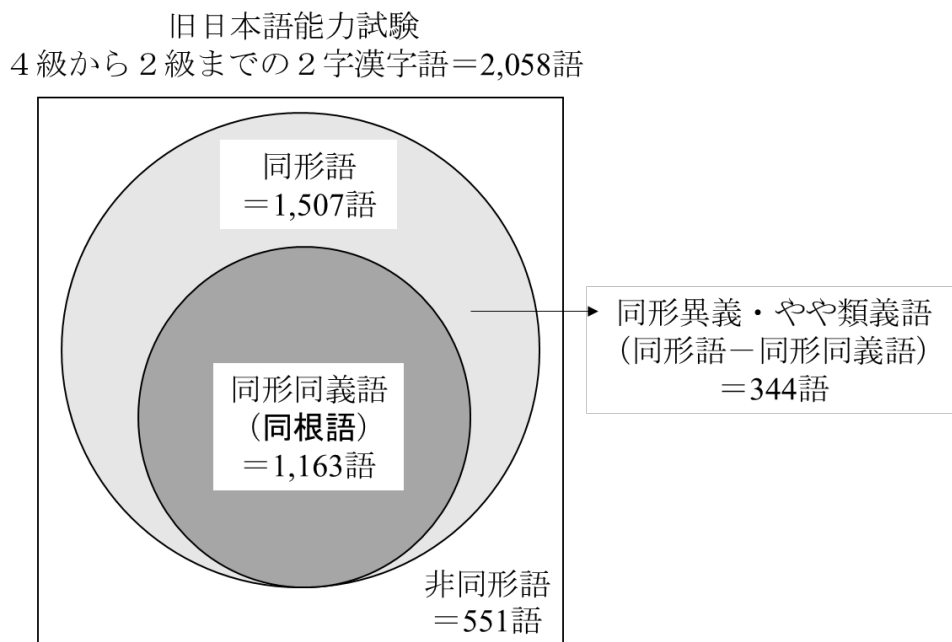 旧日本語能力試験
４級から２級までの２字漢字語＝2,058語
同形語
＝1,507語
同形異義・やや類義語
（同形語－同形同義語）
＝344語
同形同義語
（同根語）
＝1,163語
非同形語
＝551語